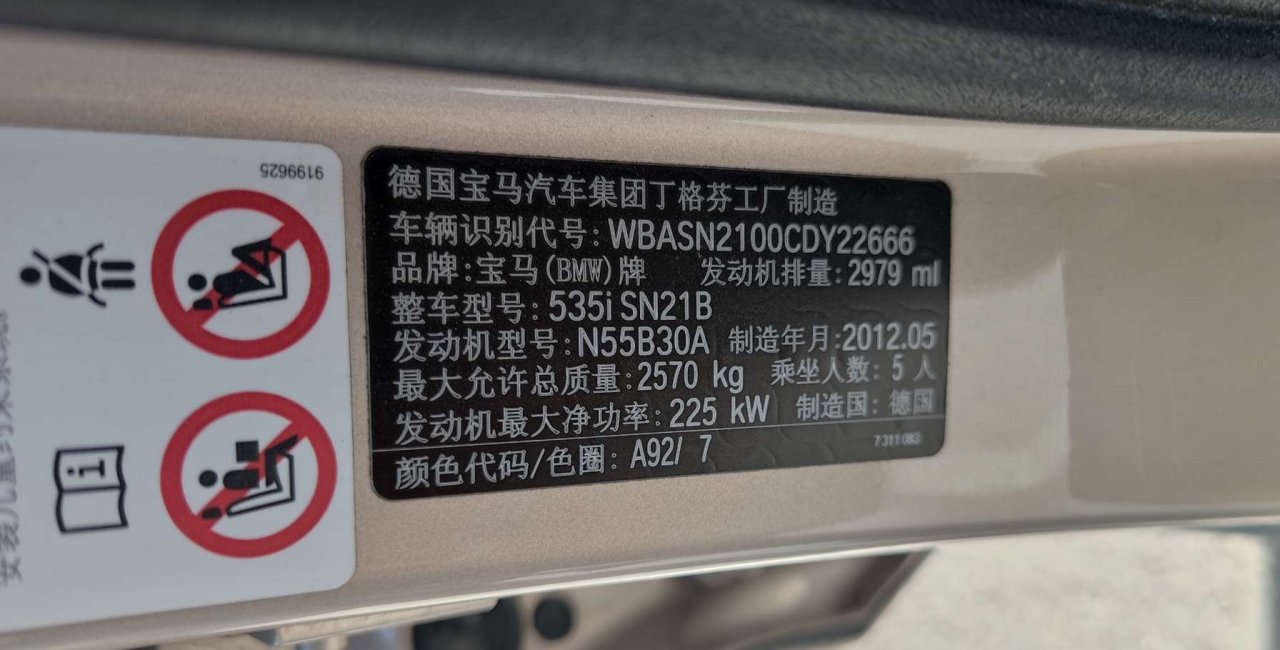 9199625
德国宝马汽车集团丁格芬工厂制造
车辆识别代号: WBASN2100CDY22666
品牌:宝马(BMW)牌 发动机排量: 2979 ml
整车型号: 535i SN21B
发动机型号: N55B30A 制造年月:2012.05
最大允许总质量: 2570 kg 乘坐人数: 5 人
发动机最大净功率: 225 kW 制造国: 德国
7311083
颜色代码/色圈: A92/ 7